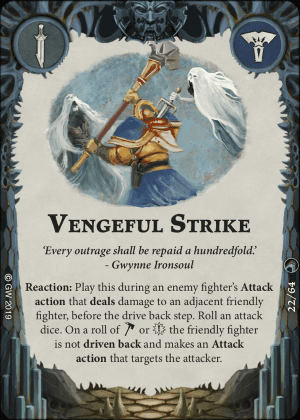 VENGEFUL STRIKE
‘Every outrage shall be repaid a hundredfold.’
- Gwynne Ironsoul
Reaction: Play this during an enemy fighter’s Attack
action that deals damage to an adjacent friendly
fighter, before the drive back step. Roll an attack
dice. On a roll of or the friendly fighter
is not driven back and makes an Attack
action that targets the attacker.
© GW 2019
22/64